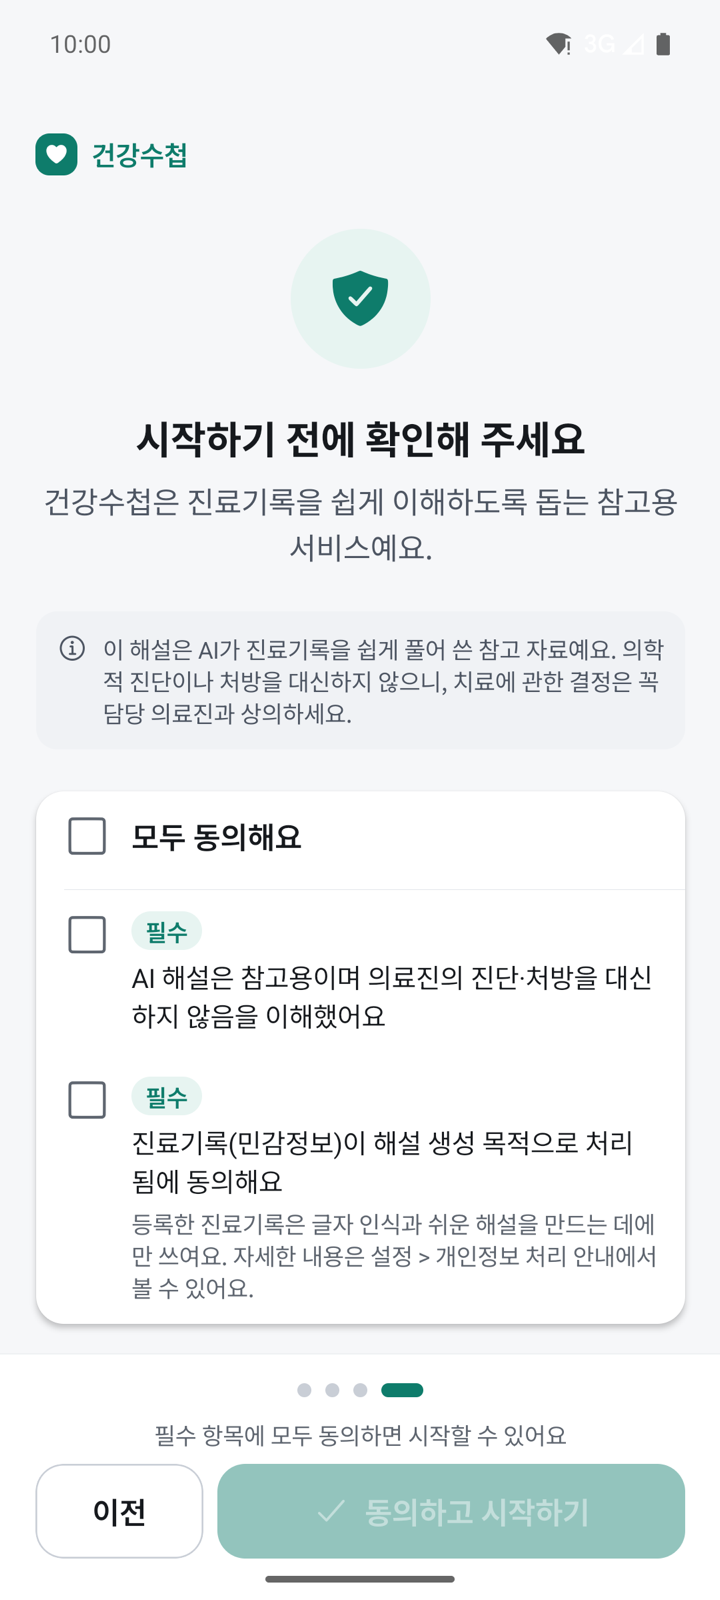 10:00
3G
건강수첩
시작하기 전에 확인해 주세요
건강수첩은 진료기록을 쉽게 이해하도록 돕는 참고용
서비스예요.
이 해설은 AI가 진료기록을 쉽게 풀어 쓴 참고 자료예요. 의학
적 진단이나 처방을 대신하지 않으니, 치료에 관한 결정은 꼭
담당 의료진과 상의하세요.
모두 동의해요
필수
AI 해설은 참고용이며 의료진의 진단·처방을 대신
하지 않음을 이해했어요
필수
진료기록(민감정보)이 해설 생성 목적으로 처리
됨에 동의해요
등록한 진료기록은 글자 인식과 쉬운 해설을 만드는 데에
만 쓰여요. 자세한 내용은 설정 > 개인정보 처리 안내에서
볼 수 있어요.
필수 항목에 모두 동의하면 시작할 수 있어요
이전
동의하고 시작하기